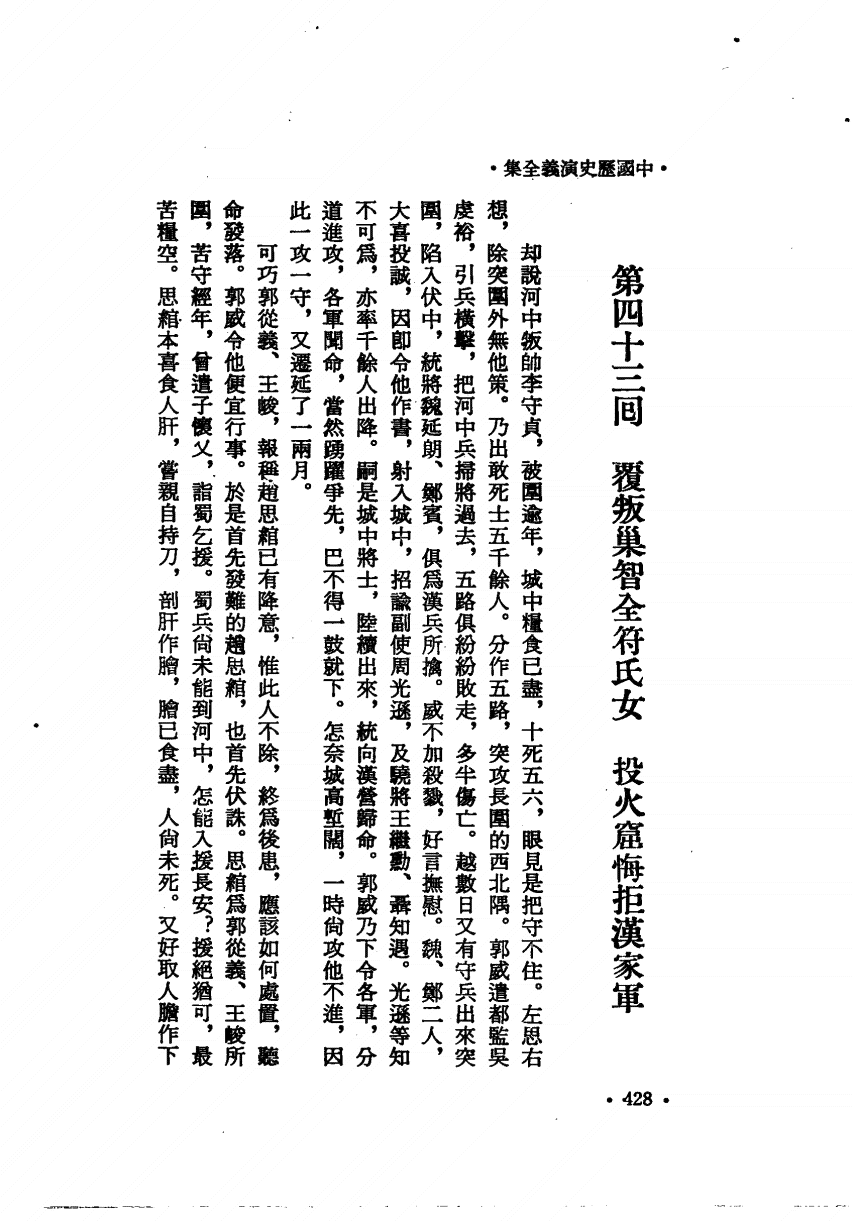 •中國歷史演義全集•
第四十三回　覆叛巢智全符氏女　投火窟悔拒漢家軍
却說河中叛帥李守貞，被圍逾年，城中糧食已盡，十死五六，眼見是把守不住。左思右
想，除突圍外無他策。乃出敢死士五千餘人。分作五路，突攻長圍的西北隅。郭威遣都監吳
虔裕，引兵橫擊，把河中兵掃將過去，五路俱紛紛敗走，多半傷亡。越數日又有守兵出來突
圍，陷入伏中，統將魏延朗、鄭賓，俱爲漢兵所擒。威不加殺戮，好言撫慰。魏、鄭二人，
大喜投誠，因卽令他作書，射入城中，招諭副使周光遜，及驍將王繼勳、聶知遇。光遜等知
不可爲，亦率千餘人出降。嗣是城中將士，陸續出來，統向漢營歸命。郭威乃下令各軍，分
道進攻，各軍聞命，當然踴躍爭先，巴不得一鼓就下。怎奈城高塹闊，一時尙攻他不進，因
此一攻一守，又遷延了一兩月。
可巧郭從義、王峻，報稱趙思綰已有降意，惟此人不除，終爲後患，應該如何處置，聽
命發落。郭威令他便宜行事。於是首先發難的趙思綰，也首先伏誅。思綰爲郭從義、王峻所
圍，苦守經年，曾遣子懷乂，詣蜀乞援。蜀兵尙未能到河中，怎能入援長安？援絕猶可，最
苦糧空。思綰本喜食人肝，嘗親自持刀，剖肝作膾，膾已食盡，人尙未死。又好取人膽作下
•428•